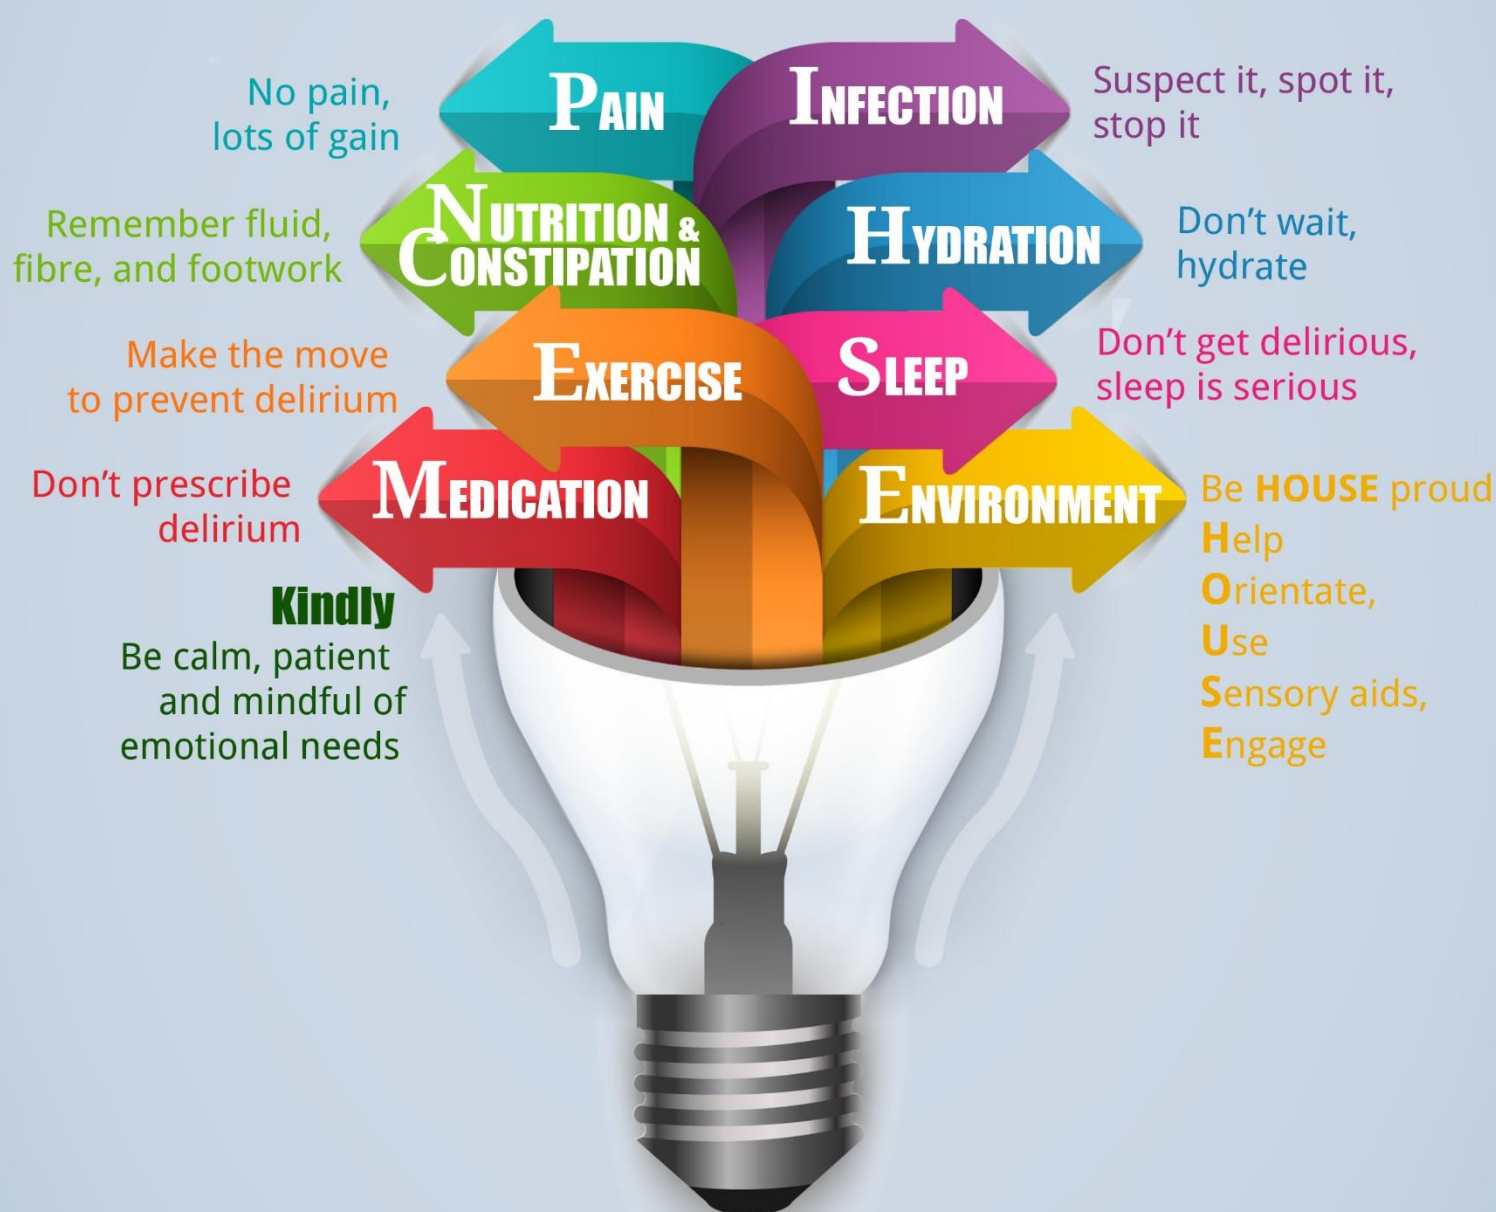 No pain,
lots of gain
PAIN
INFECTION
Suspect it, spot it,
stop it
Remember fluid,
fibre, and footwork
NUTRITION &
CONSTIPATION
HYDRATION
Don't wait,
hydrate
Make the move
to prevent delirium
EXERCISE
SLEEP
Don't get delirious,
sleep is serious
Don't prescribe
delirium
MEDICATION
ENVIRONMENT
Be HOUSE proud
Help
Orientate,
Use
Sensory aids,
Engage
Kindly
Be calm, patient
and mindful of
emotional needs